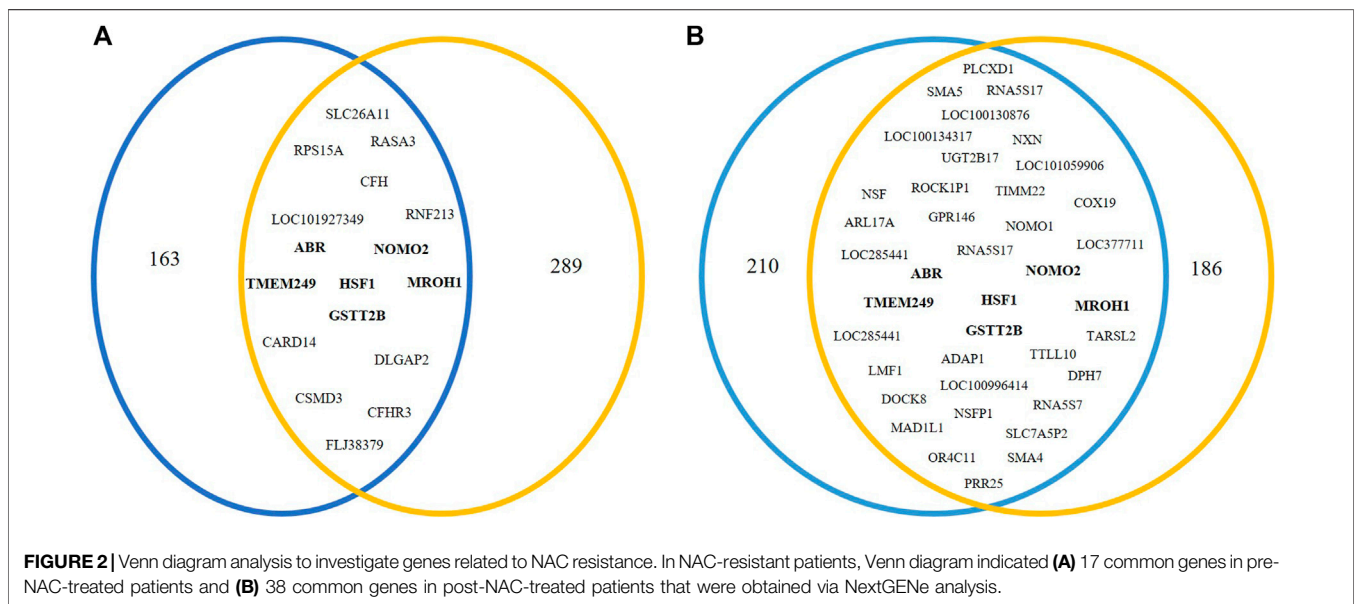 A
SLC26A11
RPS15A RASA3
CFH
LOC101927349 RNF213
ABR NOMO2
163
289
TMEM249 HSF1 MROH1
GSTT2B
CARD14
DLGAP2
CSMD3
CFHR3
FLJ38379
B
PLCXD1
SMA5 RNA5S17
LOC100130876
LOC100134317 NXN
UGT2B17
LOC101059906
NSF ROCK1P1 TIMM22
COX19
ARL17A GPR146 NOMO1
LOC377711
LOC285441 RNA5S17
210
186
ABR NOMO2
TMEM249 HSF1 MROH1
GSTT2B
LOC285441 TARSL2
ADAP1 TTLL10
LMF1 DPH7
LOC100996414
DOCK8 NSFP1 RNA5S7
MAD1L1 SLC7A5P2
OR4C11 SMA4
PRR25
FIGURE 2 | Venn diagram analysis to investigate genes related to NAC resistance. In NAC-resistant patients, Venn diagram indicated (A) 17 common genes in pre-
NAC-treated patients and (B) 38 common genes in post-NAC-treated patients that were obtained via NextGENe analysis.